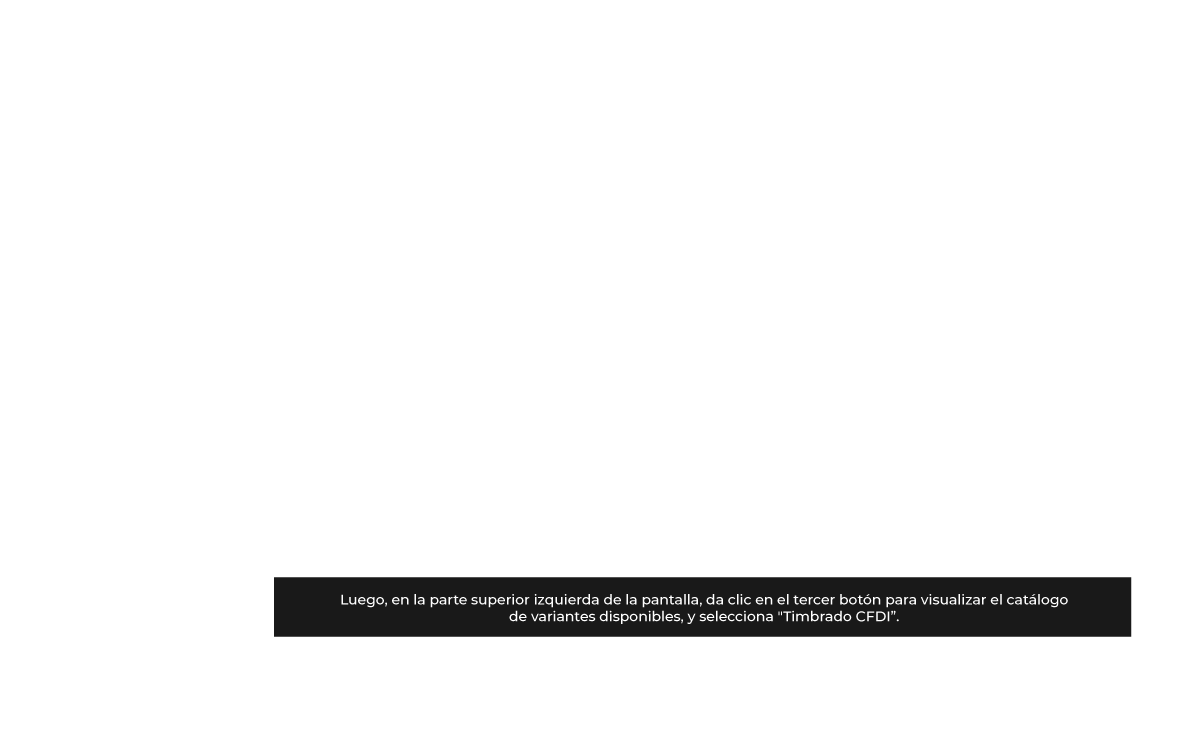 Luego, en la parte superior izquierda de la pantalla, da clic en el tercer botón para visualizar el catálogo
de variantes disponibles, y selecciona “Timbrado CFDI”.